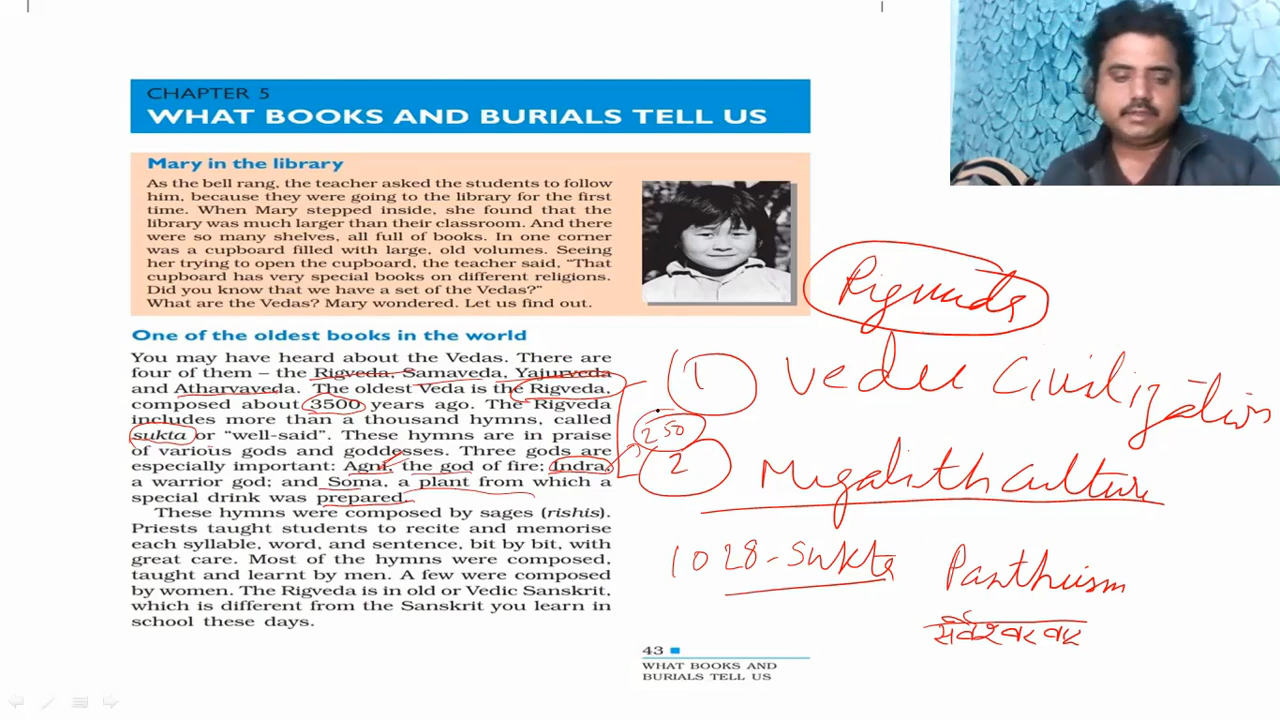 CHAPTER 5
WHAT BOOKS AND BURIALS TELL US
Mary in the library
As the bell rang, the teacher asked the students to follow
him, because they were going to the library for the first
time. When Mary stepped inside, she found that the
library was much larger than their classroom. And there
were so many shelves, all full of books. In one corner
was a cupboard filled with large, old volumes. Seeing
her trying to open the cupboard, the teacher said, “That
cupboard has very special books on different religions.
Did you know that we have a set of the Vedas?”
What are the Vedas? Mary wondered. Let us find out.
One of the oldest books in the world
You may have heard about the Vedas. There are
four of them – the Rigveda, Samaveda, Yajurveda
and Atharvaveda. The oldest Veda is the Rigveda,
composed about 3500 years ago. The Rigveda
includes more than a thousand hymns, called
sukta or “well-said”. These hymns are in praise
of various gods and goddesses. Three gods are
especially important: Agni, the god of fire; Indra,
a warrior god; and Soma, a plant from which a
special drink was prepared.
These hymns were composed by sages (rishis).
Priests taught students to recite and memorise
each syllable, word, and sentence, bit by bit, with
great care. Most of the hymns were composed,
taught and learnt by men. A few were composed
by women. The Rigveda is in old or Vedic Sanskrit,
which is different from the Sanskrit you learn in
school these days.
Rigveda
1 Vedic Civilization
250
2 Megalith culture
1028-Sukta Pantheism
43
WHAT BOOKS AND
BURIALS TELL US